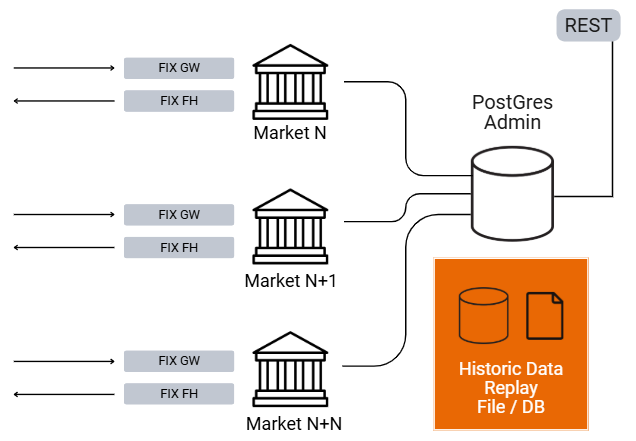 REST
FIX GW
FIX FH
Market N
PostGres
Admin
FIX GW
FIX FH
Market N+1
FIX GW
FIX FH
Market N+N
Historic Data
Replay
File / DB